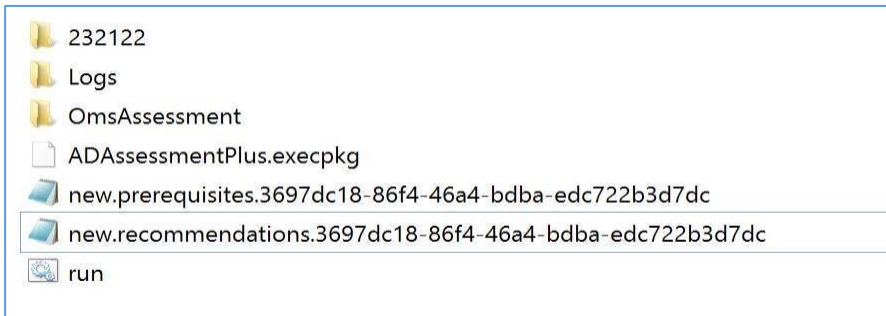 232122
Logs
OmsAssessment
ADAssessmentPlus.execpkg
new.prerequisites.3697dc18-86f4-46a4-bdba-edc722b3d7dc
new.recommendations.3697dc18-86f4-46a4-bdba-edc722b3d7dc
run